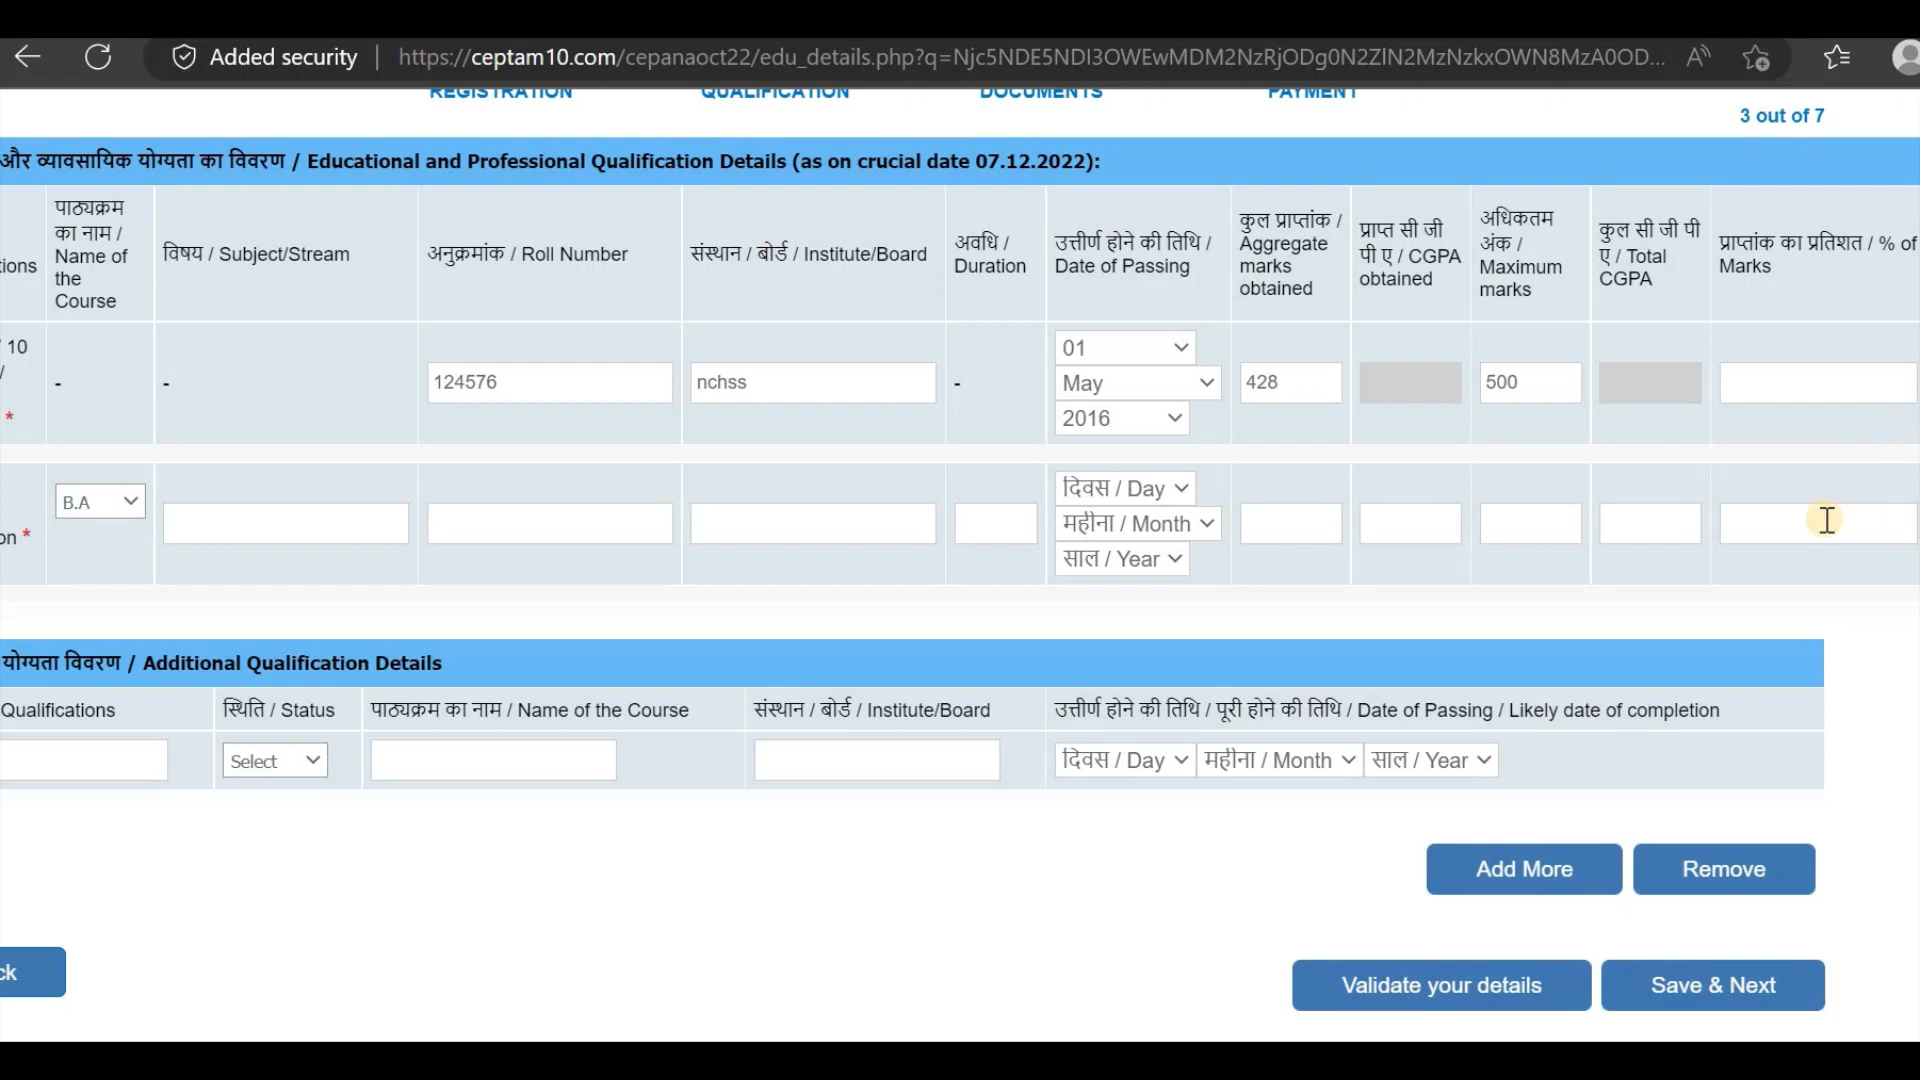 Added security | https://ceptam10.com/cepanaoct22/edu_details.php?q=Njc5NDE5NDI3OWEwMDM2NzRjODg0N2ZlN2MzNzkxOWN8MzA0OD...
REGISTRATION QUALIFICATION DOCUMENTS PAYMENT
3 out of 7
और व्यावसायिक योग्यता का विवरण / Educational and Professional Qualification Details (as on crucial date 07.12.2022):
tions
पाठ्यक्रम
का नाम /
Name of
the
Course
विषय / Subject/Stream
अनुक्रमांक / Roll Number
संस्थान / बोर्ड / Institute/Board
अवधि /
Duration
उत्तीर्ण होने की तिथि /
Date of Passing
कुल प्राप्तांक /
Aggregate
marks
obtained
प्राप्त सी जी
पी ए / CGPA
obtained
अधिकतम
अंक /
Maximum
marks
कुल सी जी पी
ए / Total
CGPA
प्राप्तांक का प्रतिशत / % of
Marks
/ 10
/
*
-
-
124576
nchss
-
01
May
2016
428
500
on *
B.A
दिवस / Day
महीना / Month
साल / Year
योग्यता विवरण / Additional Qualification Details
Qualifications
स्थिति / Status
पाठ्यक्रम का नाम / Name of the Course
संस्थान / बोर्ड / Institute/Board
उत्तीर्ण होने की तिथि / पूरी होने की तिथि / Date of Passing / Likely date of completion
Select
दिवस / Day महीना / Month साल / Year
Add More
Remove
ck
Validate your details
Save & Next